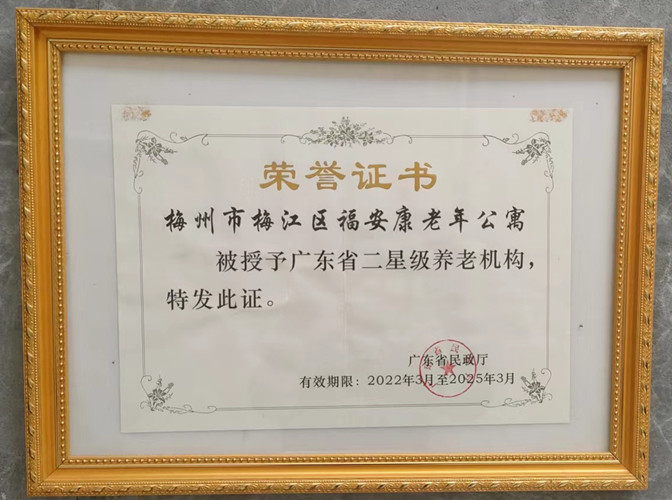 荣誉证书
梅州市梅江区福安康老年公寓
被授予广东省二星级养老机构，
特发此证。
广东省民政厅
有效期限：2022年3月至2025年3月